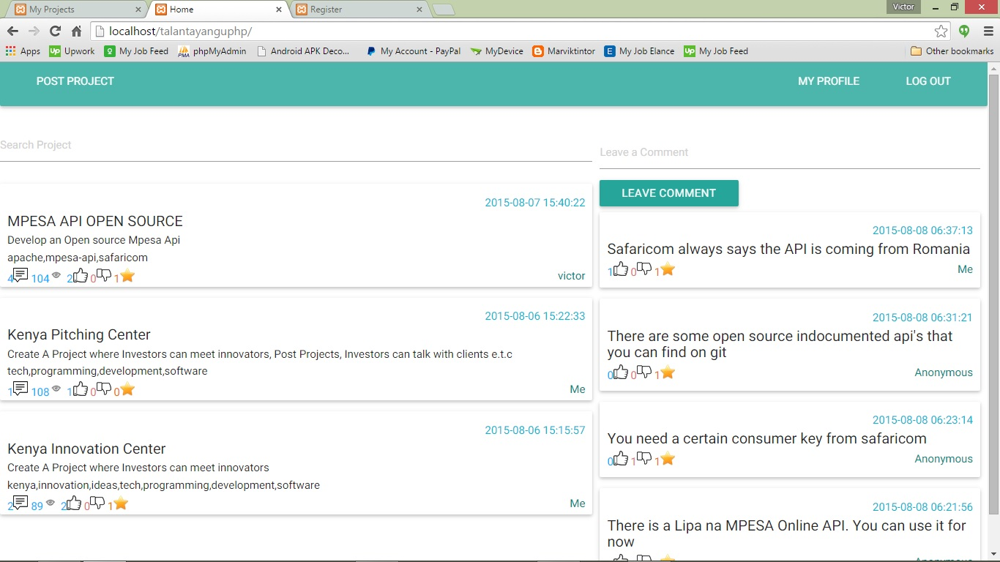 My Projects
Home
Register
Victor
localhost/talantayanguphp/
Apps
Upwork
My Job Feed
phpMyAdmin
Android APK Deco...
My Account - PayPal
MyDevice
Marviktintor
My Job Elance
My Job Feed
Other bookmarks
POST PROJECT
MY PROFILE
LOG OUT
Search Project
2015-08-07 15:40:22
MPESA API OPEN SOURCE
Develop an Open source Mpesa Api
apache,mpesa-api,safaricom
4 104 2 0 1
victor
2015-08-06 15:22:33
Kenya Pitching Center
Create A Project where Investors can meet innovators, Post Projects, Investors can talk with clients e.t.c
tech,programming,development,software
1 108 1 0 0
Me
2015-08-06 15:15:57
Kenya Innovation Center
Create A Project where Investors can meet innovators
kenya,innovation,ideas,tech,programming,development,software
2 89 2 0 1
Me
Leave a Comment
LEAVE COMMENT
2015-08-08 06:37:13
Safaricom always says the API is coming from Romania
1 0 1
Me
2015-08-08 06:31:21
There are some open source indocumented api's that
you can find on git
0 0 1
Anonymous
2015-08-08 06:23:14
You need a certain consumer key from safaricom
0 1 1
Anonymous
2015-08-08 06:21:56
There is a Lipa na MPESA Online API. You can use it for
now
Anonymous